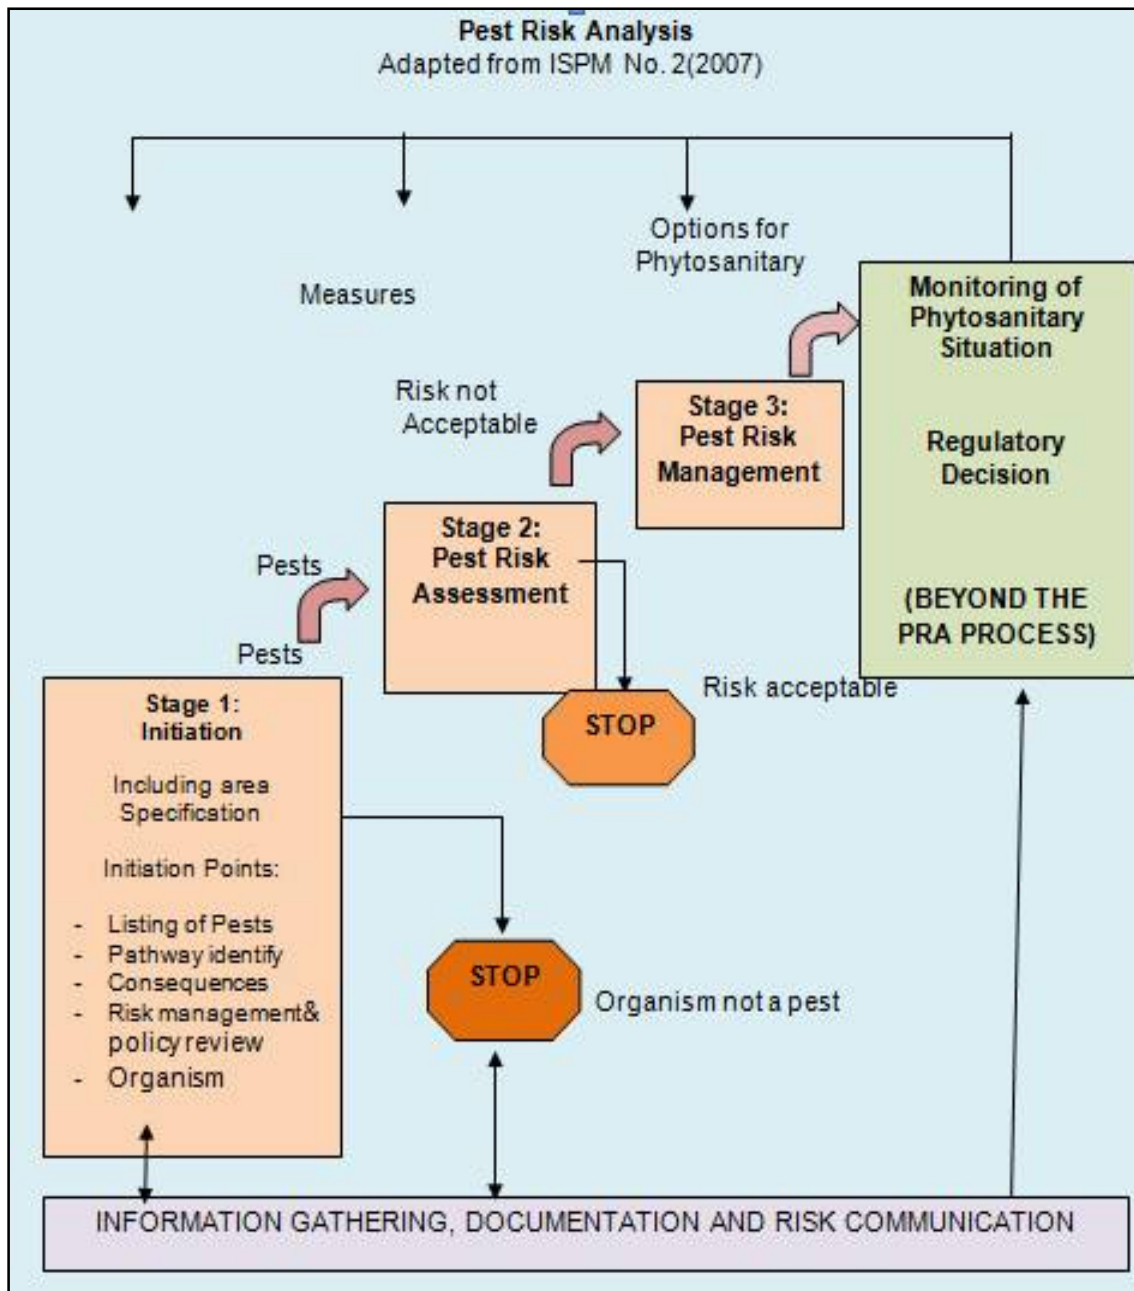 Pest Risk Analysis
Adapted from ISPM No. 2(2007)
Options for
Phytosanitary
Measures
Monitoring of
Phytosanitary
Situation
Regulatory
Decision
(BEYOND THE
PRA PROCESS)
Risk not
Acceptable
Stage 3:
Pest Risk
Management
Stage 2:
Pest Risk
Assessment
Pests
Pests
Risk acceptable
STOP
Stage 1:
Initiation
Including area
Specification
Initiation Points:
- Listing of Pests
- Pathway identify
- Consequences
- Risk management&
policy review
- Organism
STOP
Organism not a pest
INFORMATION GATHERING, DOCUMENTATION AND RISK COMMUNICATION